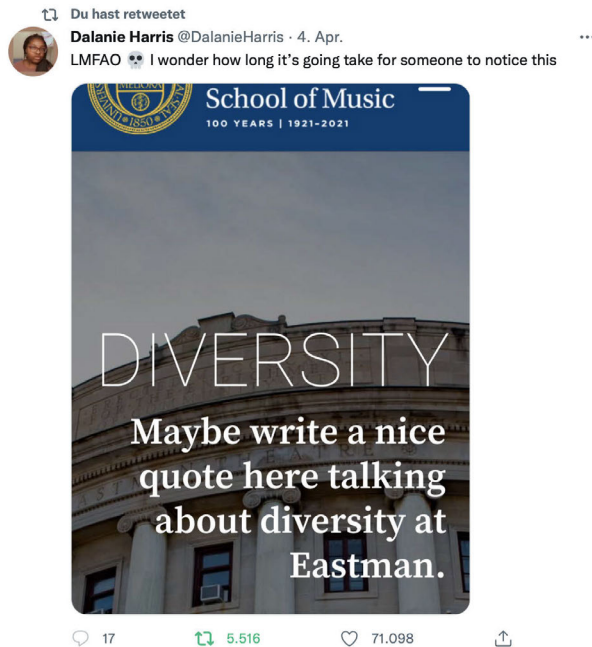 Du hast retweetet
Dalanie Harris @DalanieHarris · 4. Apr.
LMFAO 💀 I wonder how long it's going take for someone to notice this
MELIORA
1850
School of Music
100 YEARS | 1921-2021
DIVERSITY
Maybe write a nice
quote here talking
about diversity at
Eastman.
17 5.516 71.098